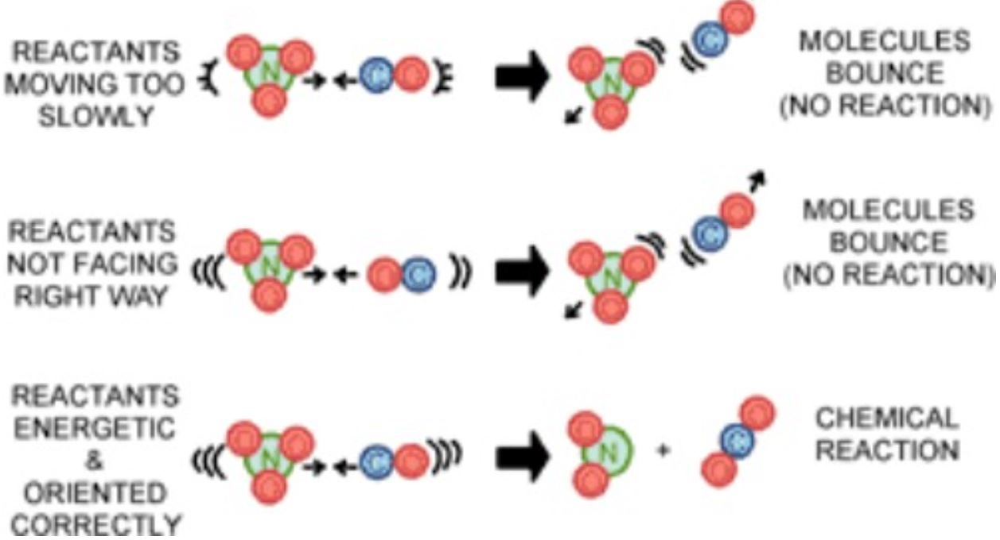 REACTANTS
MOVING TOO
SLOWLY
N
C
N
C
MOLECULES
BOUNCE
(NO REACTION)
REACTANTS
NOT FACING
RIGHT WAY
N
C
N
C
MOLECULES
BOUNCE
(NO REACTION)
REACTANTS
ENERGETIC
&
ORIENTED
CORRECTLY
N
C
N
+
C
CHEMICAL
REACTION